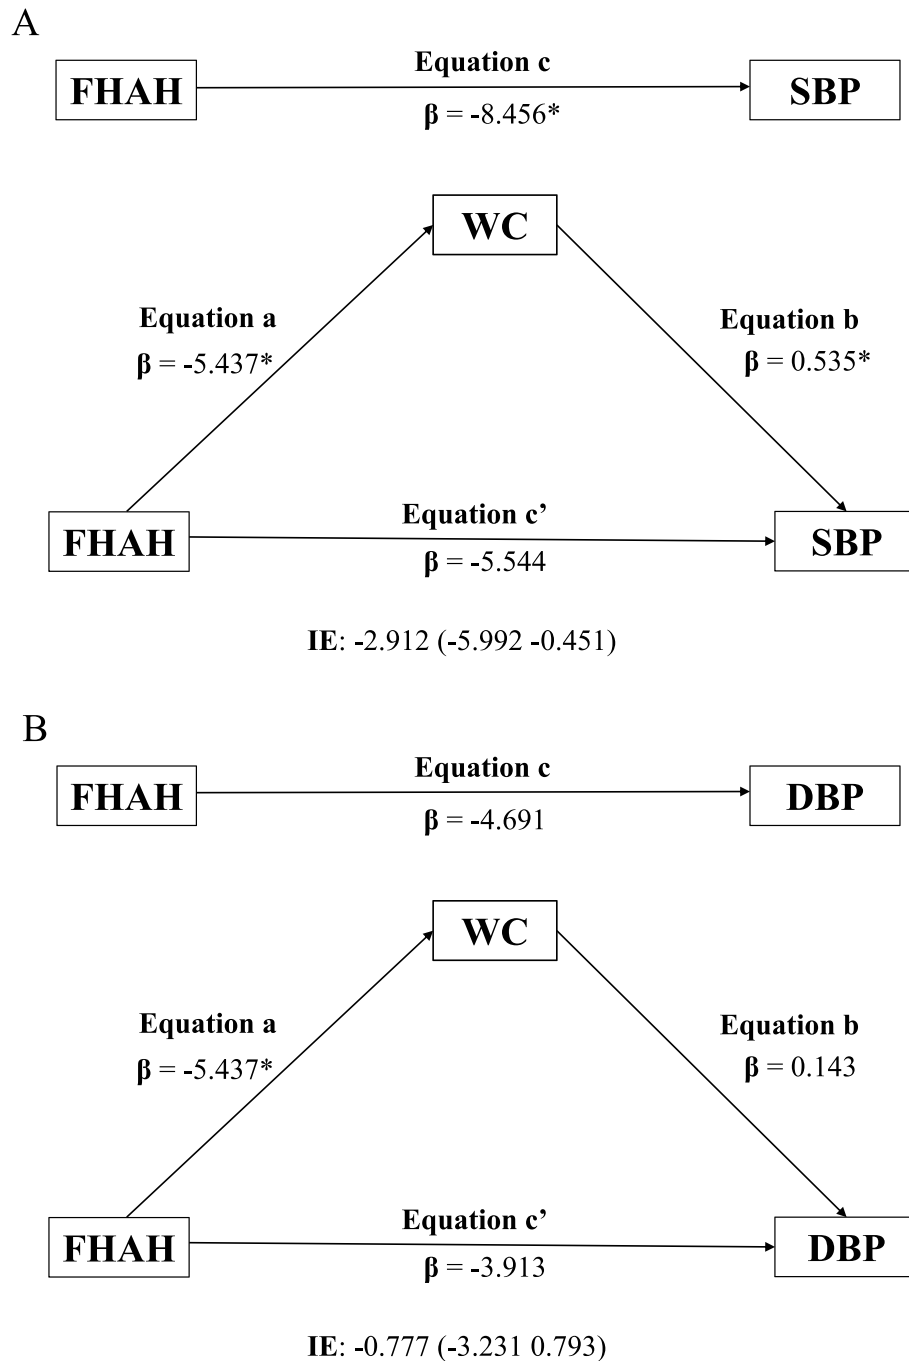 A
Equation c
FHAH
SBP
β = -8.456*
WC
Equation a
β = -5.437*
Equation b
β = 0.535*
Equation c’
FHAH
SBP
β = -5.544
IE: -2.912 (-5.992 -0.451)
B
Equation c
FHAH
DBP
β = -4.691
WC
Equation a
β = -5.437*
Equation b
β = 0.143
Equation c’
FHAH
DBP
β = -3.913
IE: -0.777 (-3.231 0.793)